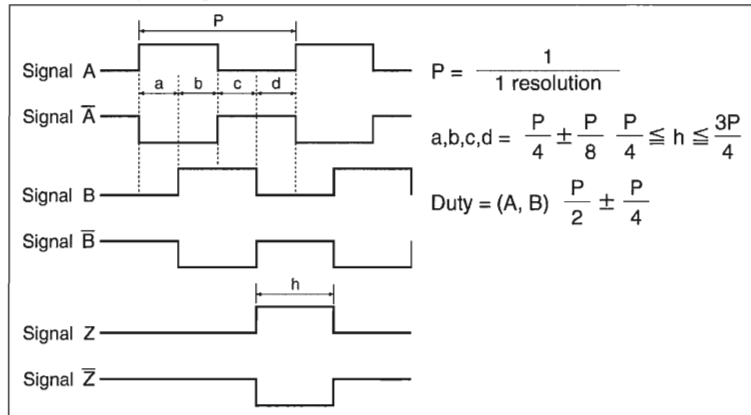 P
Signal A
a b c d
Signal A̅
Signal B
Signal B̅
h
Signal Z
Signal Z̅
P = 1 / 1 resolution
a,b,c,d = P/4 ± P/8 P/4 ≦ h ≦ 3P/4
Duty = (A, B) P/2 ± P/4